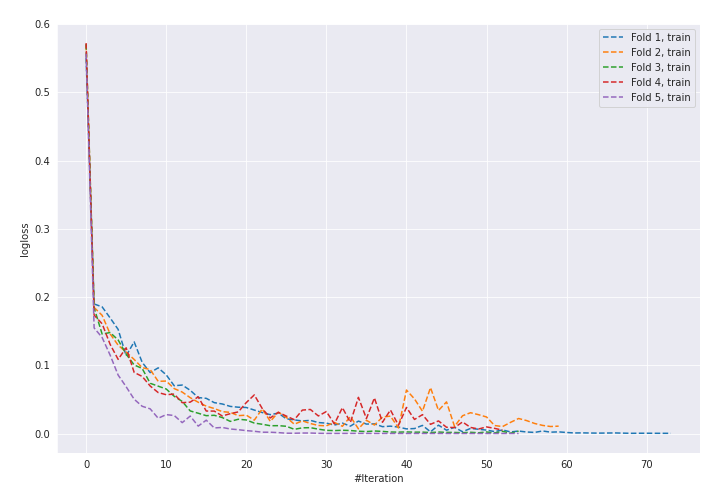 0.6
0.5
0.4
0.3
0.2
0.1
0.0
logloss
0 10 20 30 40 50 60 70
#Iteration
Fold 1, train
Fold 2, train
Fold 3, train
Fold 4, train
Fold 5, train